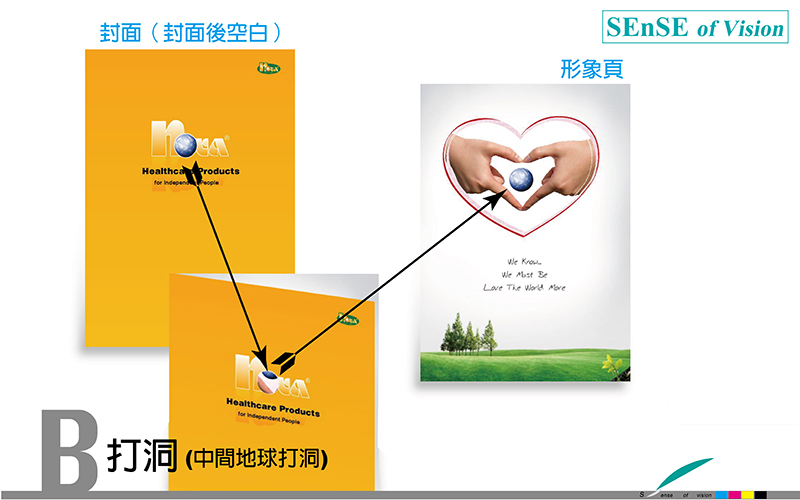 封面（封面後空白）
SEnSE of Vision
形象頁
nova
nova®
Healthcare Products
for Independent People
We Know...
We Must Be
Love The World More
nova
nova®
Healthcare Products
for Independent People
B 打洞 (中間地球打洞)
Sense of vision